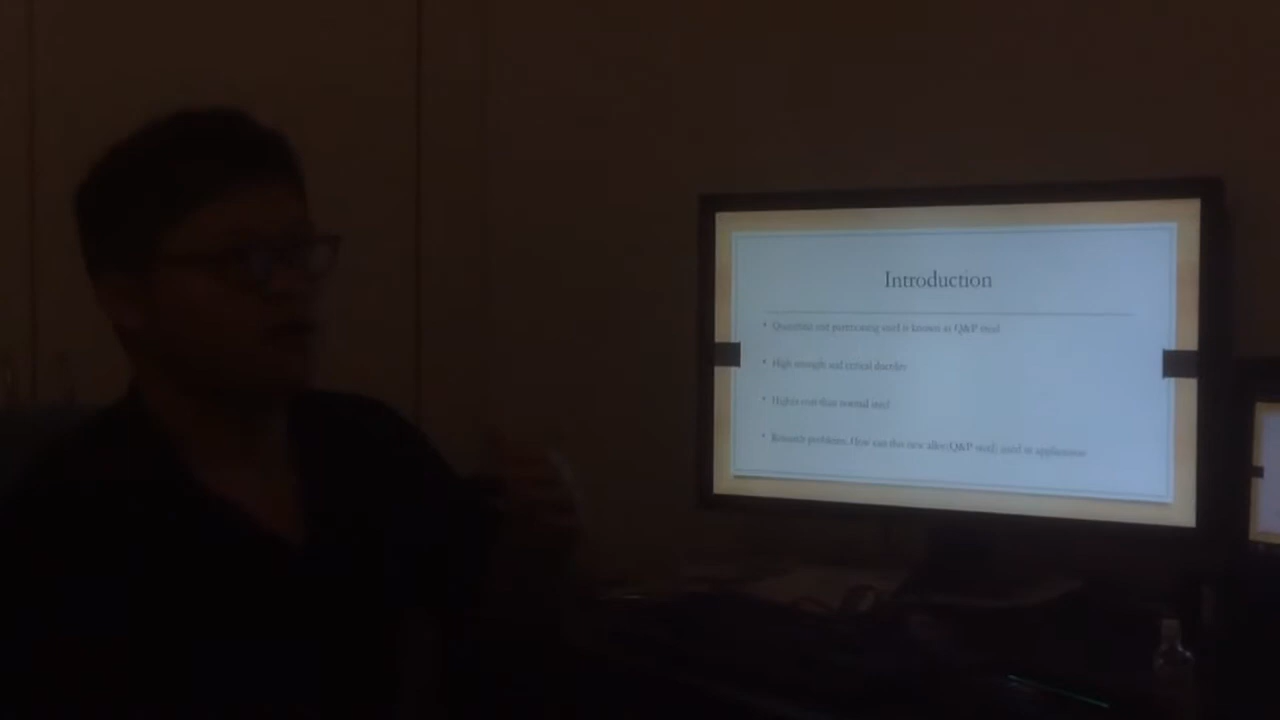 Introduction
• Quenched and partitioning steel is known as Q&P steel
• High strength and critical ductility
• Higher cost than normal steel
• Research problems: How can this new alloy(Q&P steel) used in applications